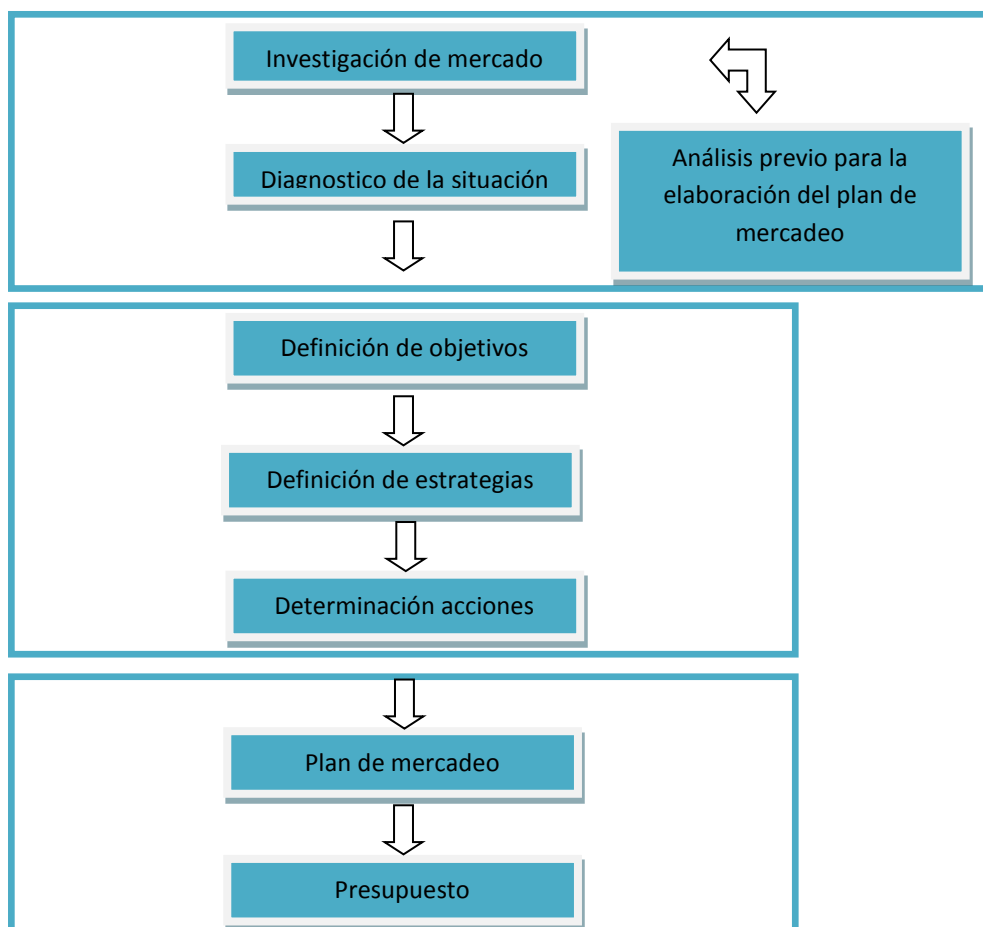 Investigación de mercado
Diagnostico de la situación
Análisis previo para la
elaboración del plan de
mercadeo
Definición de objetivos
Definición de estrategias
Determinación acciones
Plan de mercadeo
Presupuesto